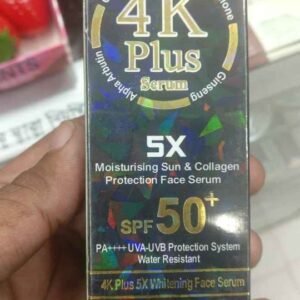 4K
Plus
Serum
Alpha Arbutin
Ginseng
5X
Moisturising Sun & Collagen
Protection Face Serum
SPF 50+
PA++++ UVA-UVB Protection System
Water Resistant
4K Plus 5X Whitening Face Serum